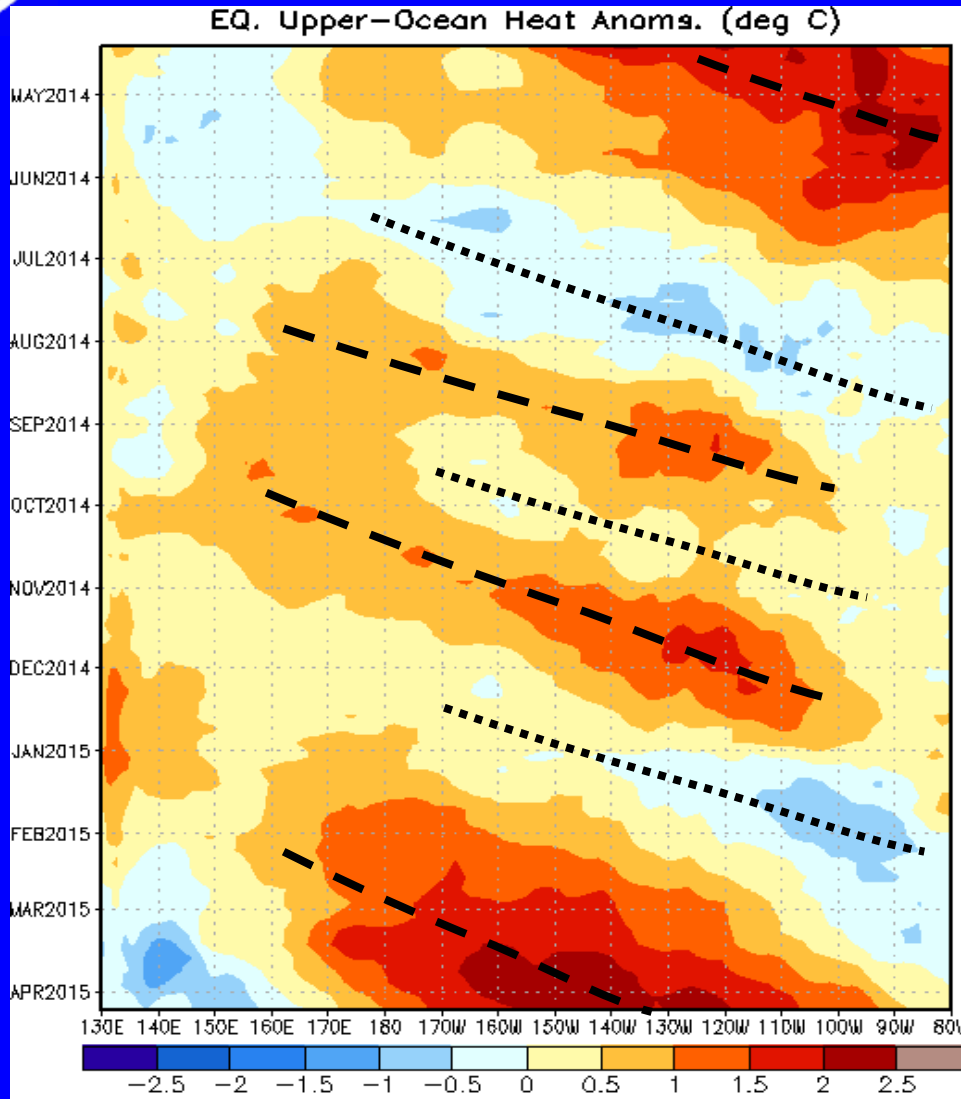 EQ. Upper-Ocean Heat Anoms. (deg C)
MAY2014
JUN2014
JUL2014
AUG2014
SEP2014
OCT2014
NOV2014
DEC2014
JAN2015
FEB2015
MAR2015
APR2015
130E 140E 150E 160E 170E 180 170W 160W 150W 140W 130W 120W 110W 100W 90W 80W
-2.5 -2 -1.5 -1 -0.5 0 0.5 1 1.5 2 2.5